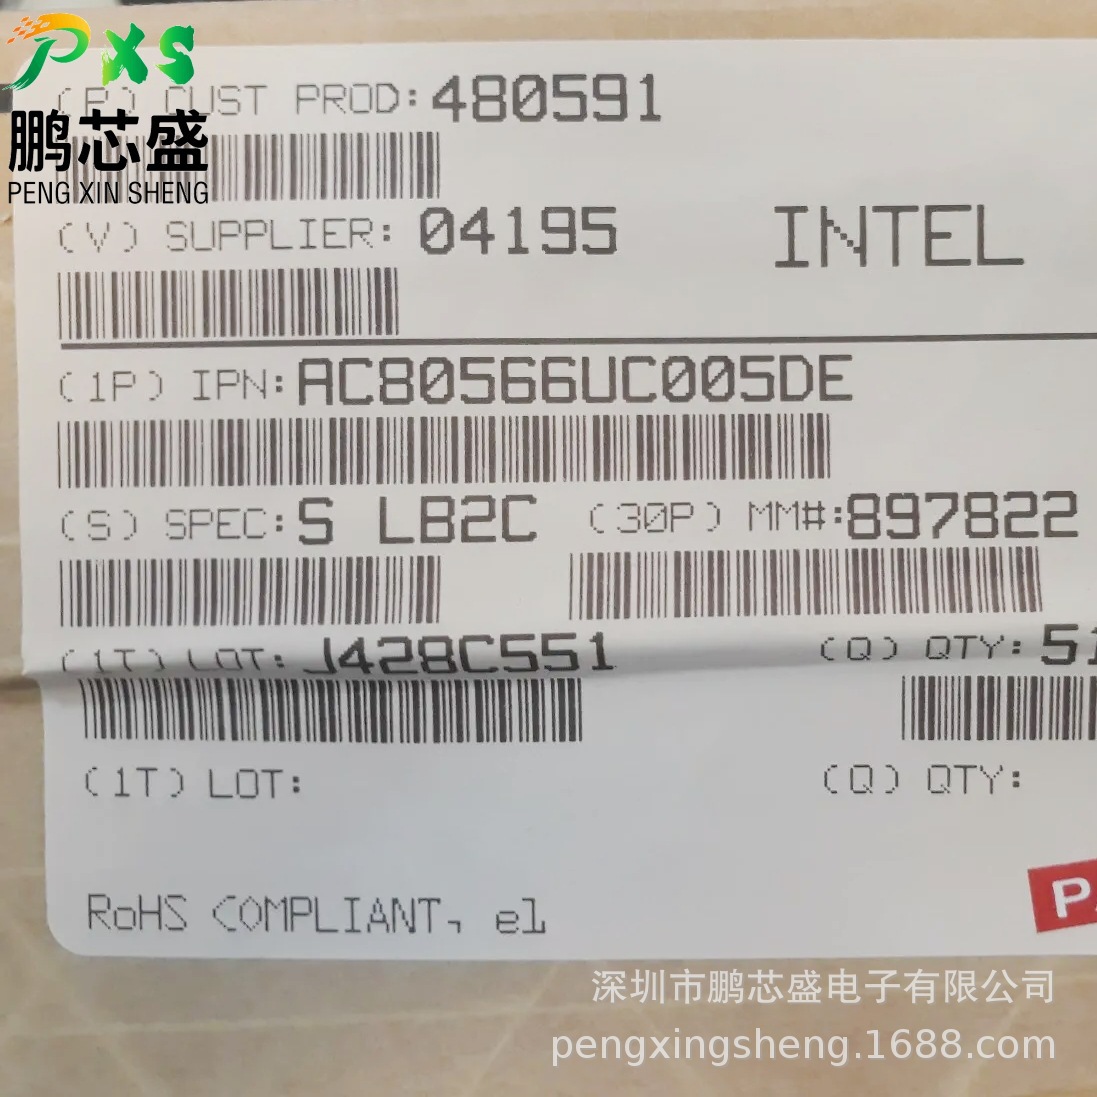 PXS
鹏芯盛
PENG XIN SHENG
(P) CUST PROD: 480591
(V) SUPPLIER: 04195 INTEL
(1P) IPN: AC80566UC005DE
(S) SPEC: S LB2C (30P) MM#: 897822
(1T) LOT: J428C551 (Q) QTY: 51
(1T) LOT: (Q) QTY:
RoHS COMPLIANT, e1
P
深圳市鹏芯盛电子有限公司
pengxingsheng.1688.com